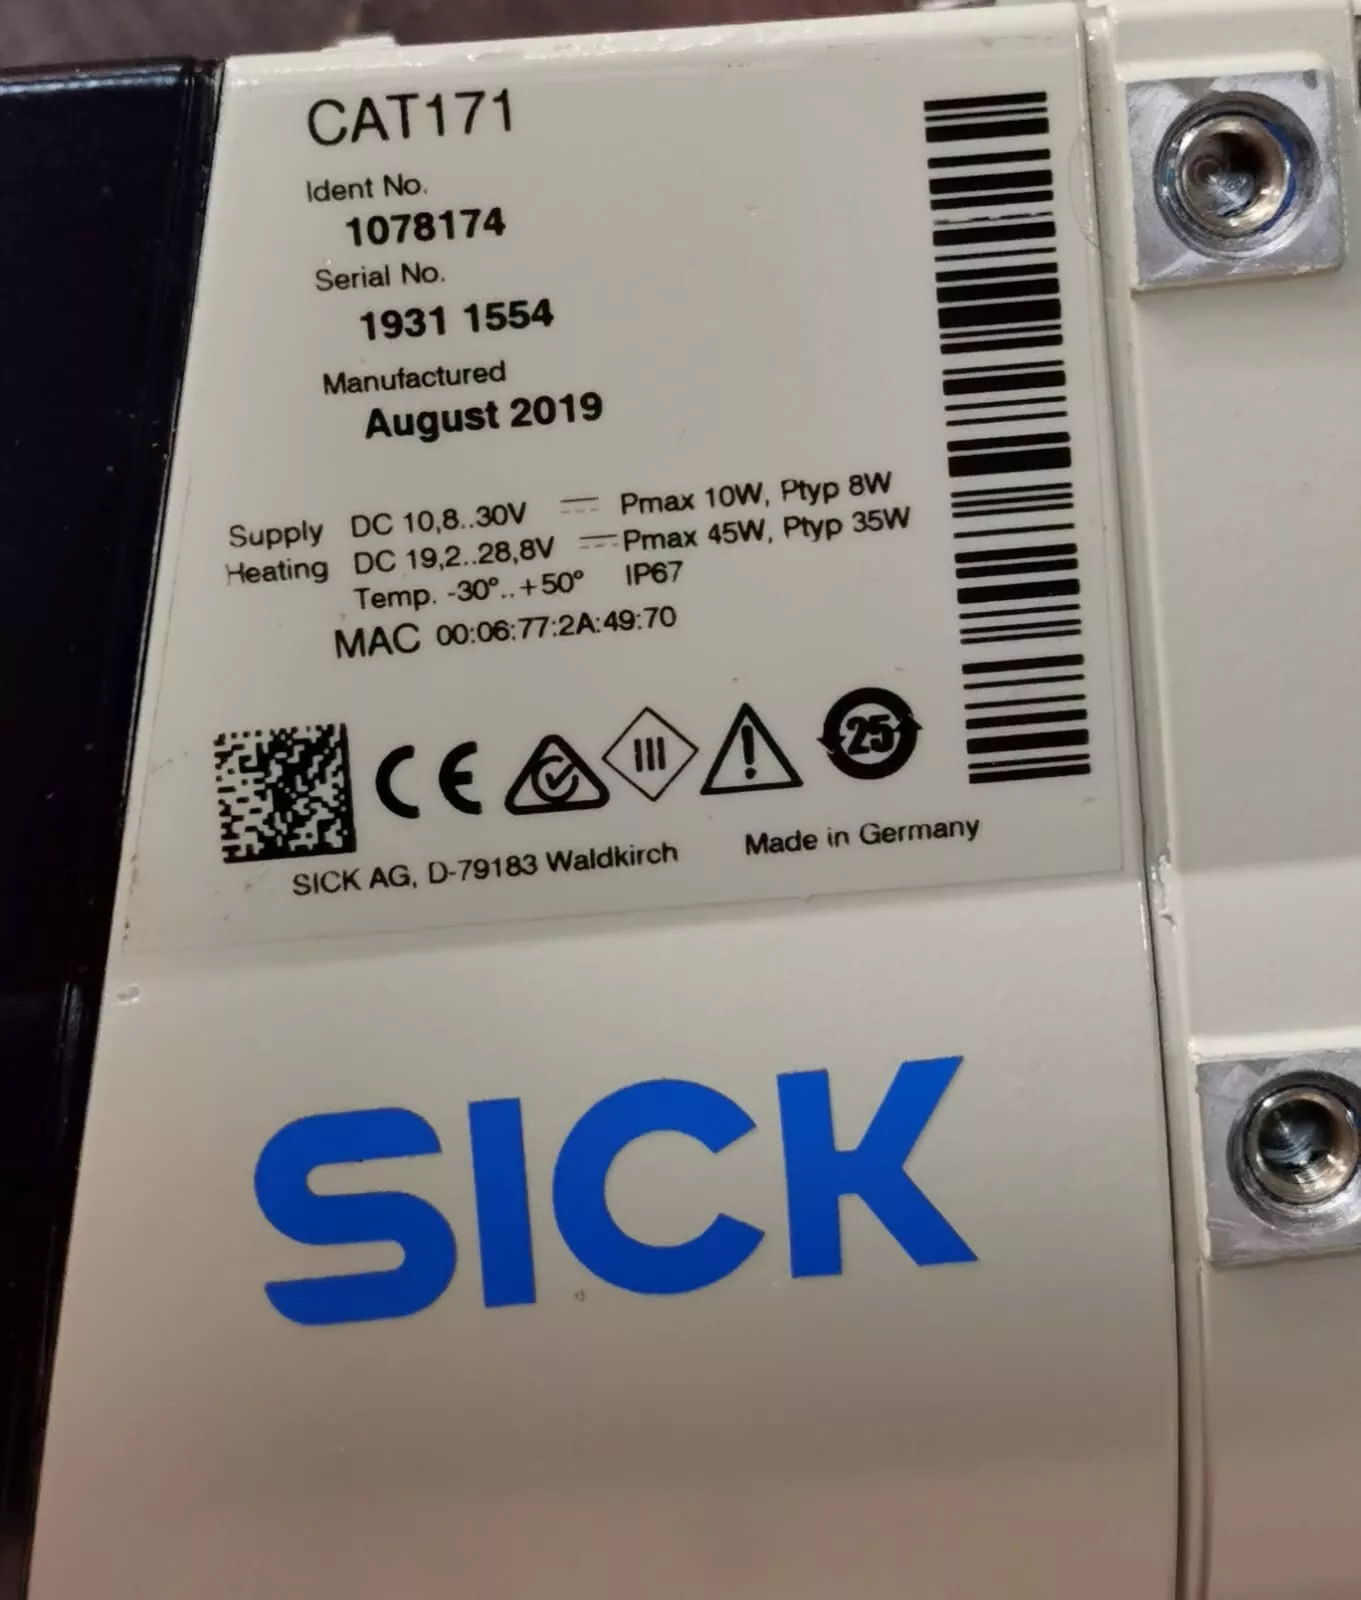 CAT171
Ident No.
1078174
Serial No.
1931 1554
Manufactured
August 2019
Supply DC 10,8..30V ⎓ Pmax 10W, Ptyp 8W
Heating DC 19,2..28,8V ⎓ Pmax 45W, Ptyp 35W
Temp. -30°..+50° IP67
MAC 00:06:77:2A:49:70
CE III ! 25
SICK AG, D-79183 Waldkirch Made in Germany
SICK